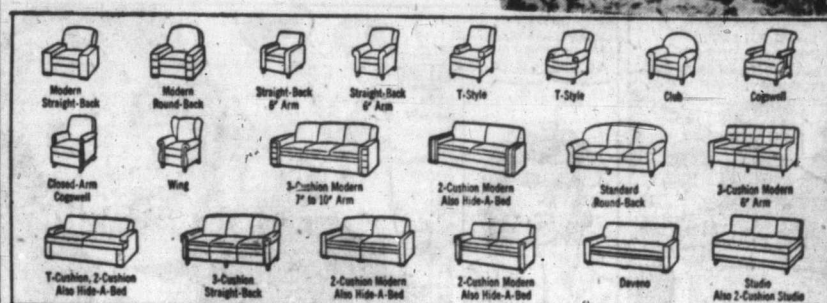 Modern
Straight-Back
Modern
Round-Back
Straight-Back
6" Arm
Straight-Back
6" Arm
T-Style
T-Style
Club
Cogswell
Closed-Arm
Cogswell
Wing
3-Cushion Modern
7" to 10" Arm
2-Cushion Modern
Also Hide-A-Bed
Standard
Round-Back
3-Cushion Modern
6" Arm
T-Cushion, 2-Cushion
Also Hide-A-Bed
3-Cushion
Straight-Back
2-Cushion Modern
Also Hide-A-Bed
2-Cushion Modern
Also Hide-A-Bed
Daveno
Studio
Also 2-Cushion Studio